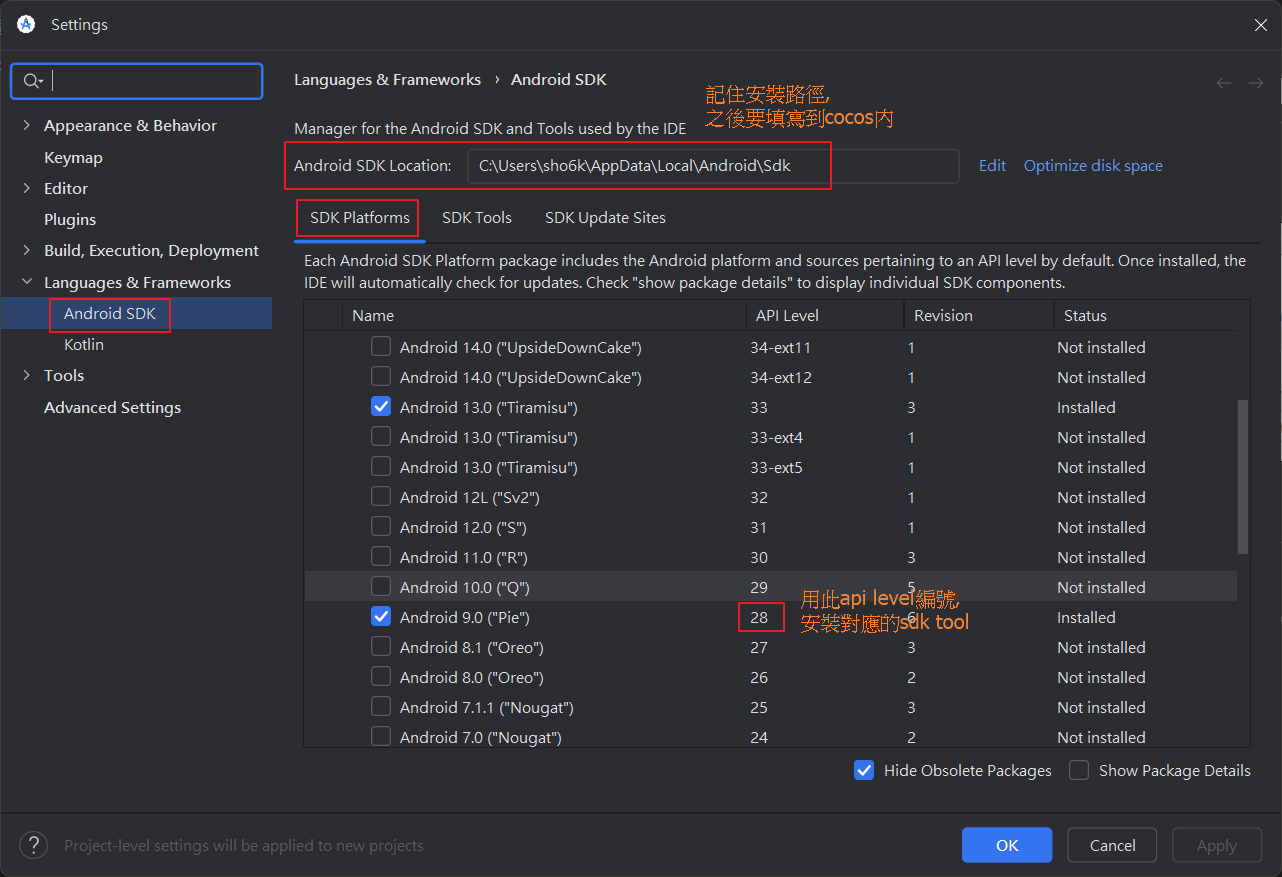 Settings
Languages & Frameworks › Android SDK
記住安裝路徑,
之後要填寫到cocos內
Appearance & Behavior
Keymap
Editor
Plugins
Build, Execution, Deployment
Languages & Frameworks
Android SDK
Kotlin
Tools
Advanced Settings
Manager for the Android SDK and Tools used by the IDE
Android SDK Location: C:\Users\sho6k\AppData\Local\Android\Sdk Edit Optimize disk space
SDK Platforms SDK Tools SDK Update Sites
Each Android SDK Platform package includes the Android platform and sources pertaining to an API level by default. Once installed, the
IDE will automatically check for updates. Check "show package details" to display individual SDK components.
Name API Level Revision Status
Android 14.0 ("UpsideDownCake") 34-ext11 1 Not installed
Android 14.0 ("UpsideDownCake") 34-ext12 1 Not installed
Android 13.0 ("Tiramisu") 33 3 Installed
Android 13.0 ("Tiramisu") 33-ext4 1 Not installed
Android 13.0 ("Tiramisu") 33-ext5 1 Not installed
Android 12L ("Sv2") 32 1 Not installed
Android 12.0 ("S") 31 1 Not installed
Android 11.0 ("R") 30 3 Not installed
Android 10.0 ("Q") 29 5 Not installed
用此api level編號,
安裝對應的sdk tool
Android 9.0 ("Pie") 28 6 Installed
Android 8.1 ("Oreo") 27 3 Not installed
Android 8.0 ("Oreo") 26 2 Not installed
Android 7.1.1 ("Nougat") 25 3 Not installed
Android 7.0 ("Nougat") 24 2 Not installed
Hide Obsolete Packages Show Package Details
? Project-level settings will be applied to new projects
OK Cancel Apply